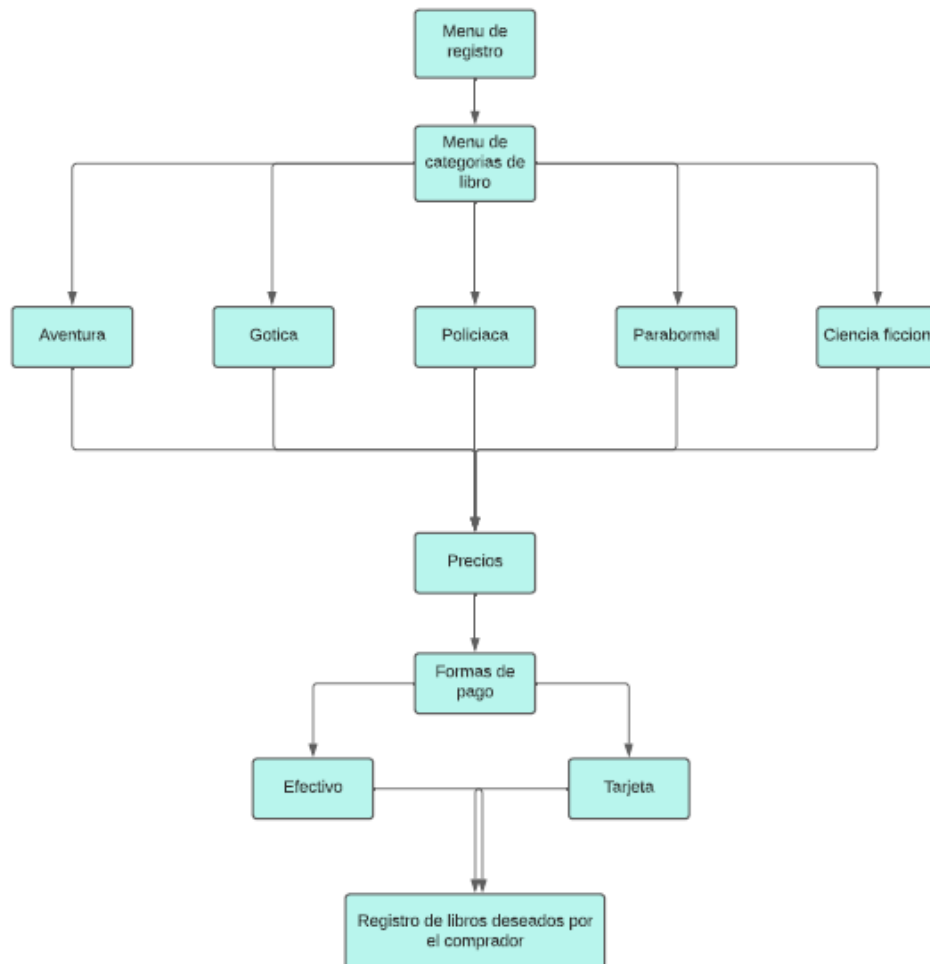 Menu de
registro
Menu de
categorias de
libro
Aventura
Gotica
Policiaca
Parabormal
Ciencia ficcion
Precios
Formas de
pago
Efectivo
Tarjeta
Registro de libros deseados por
el comprador